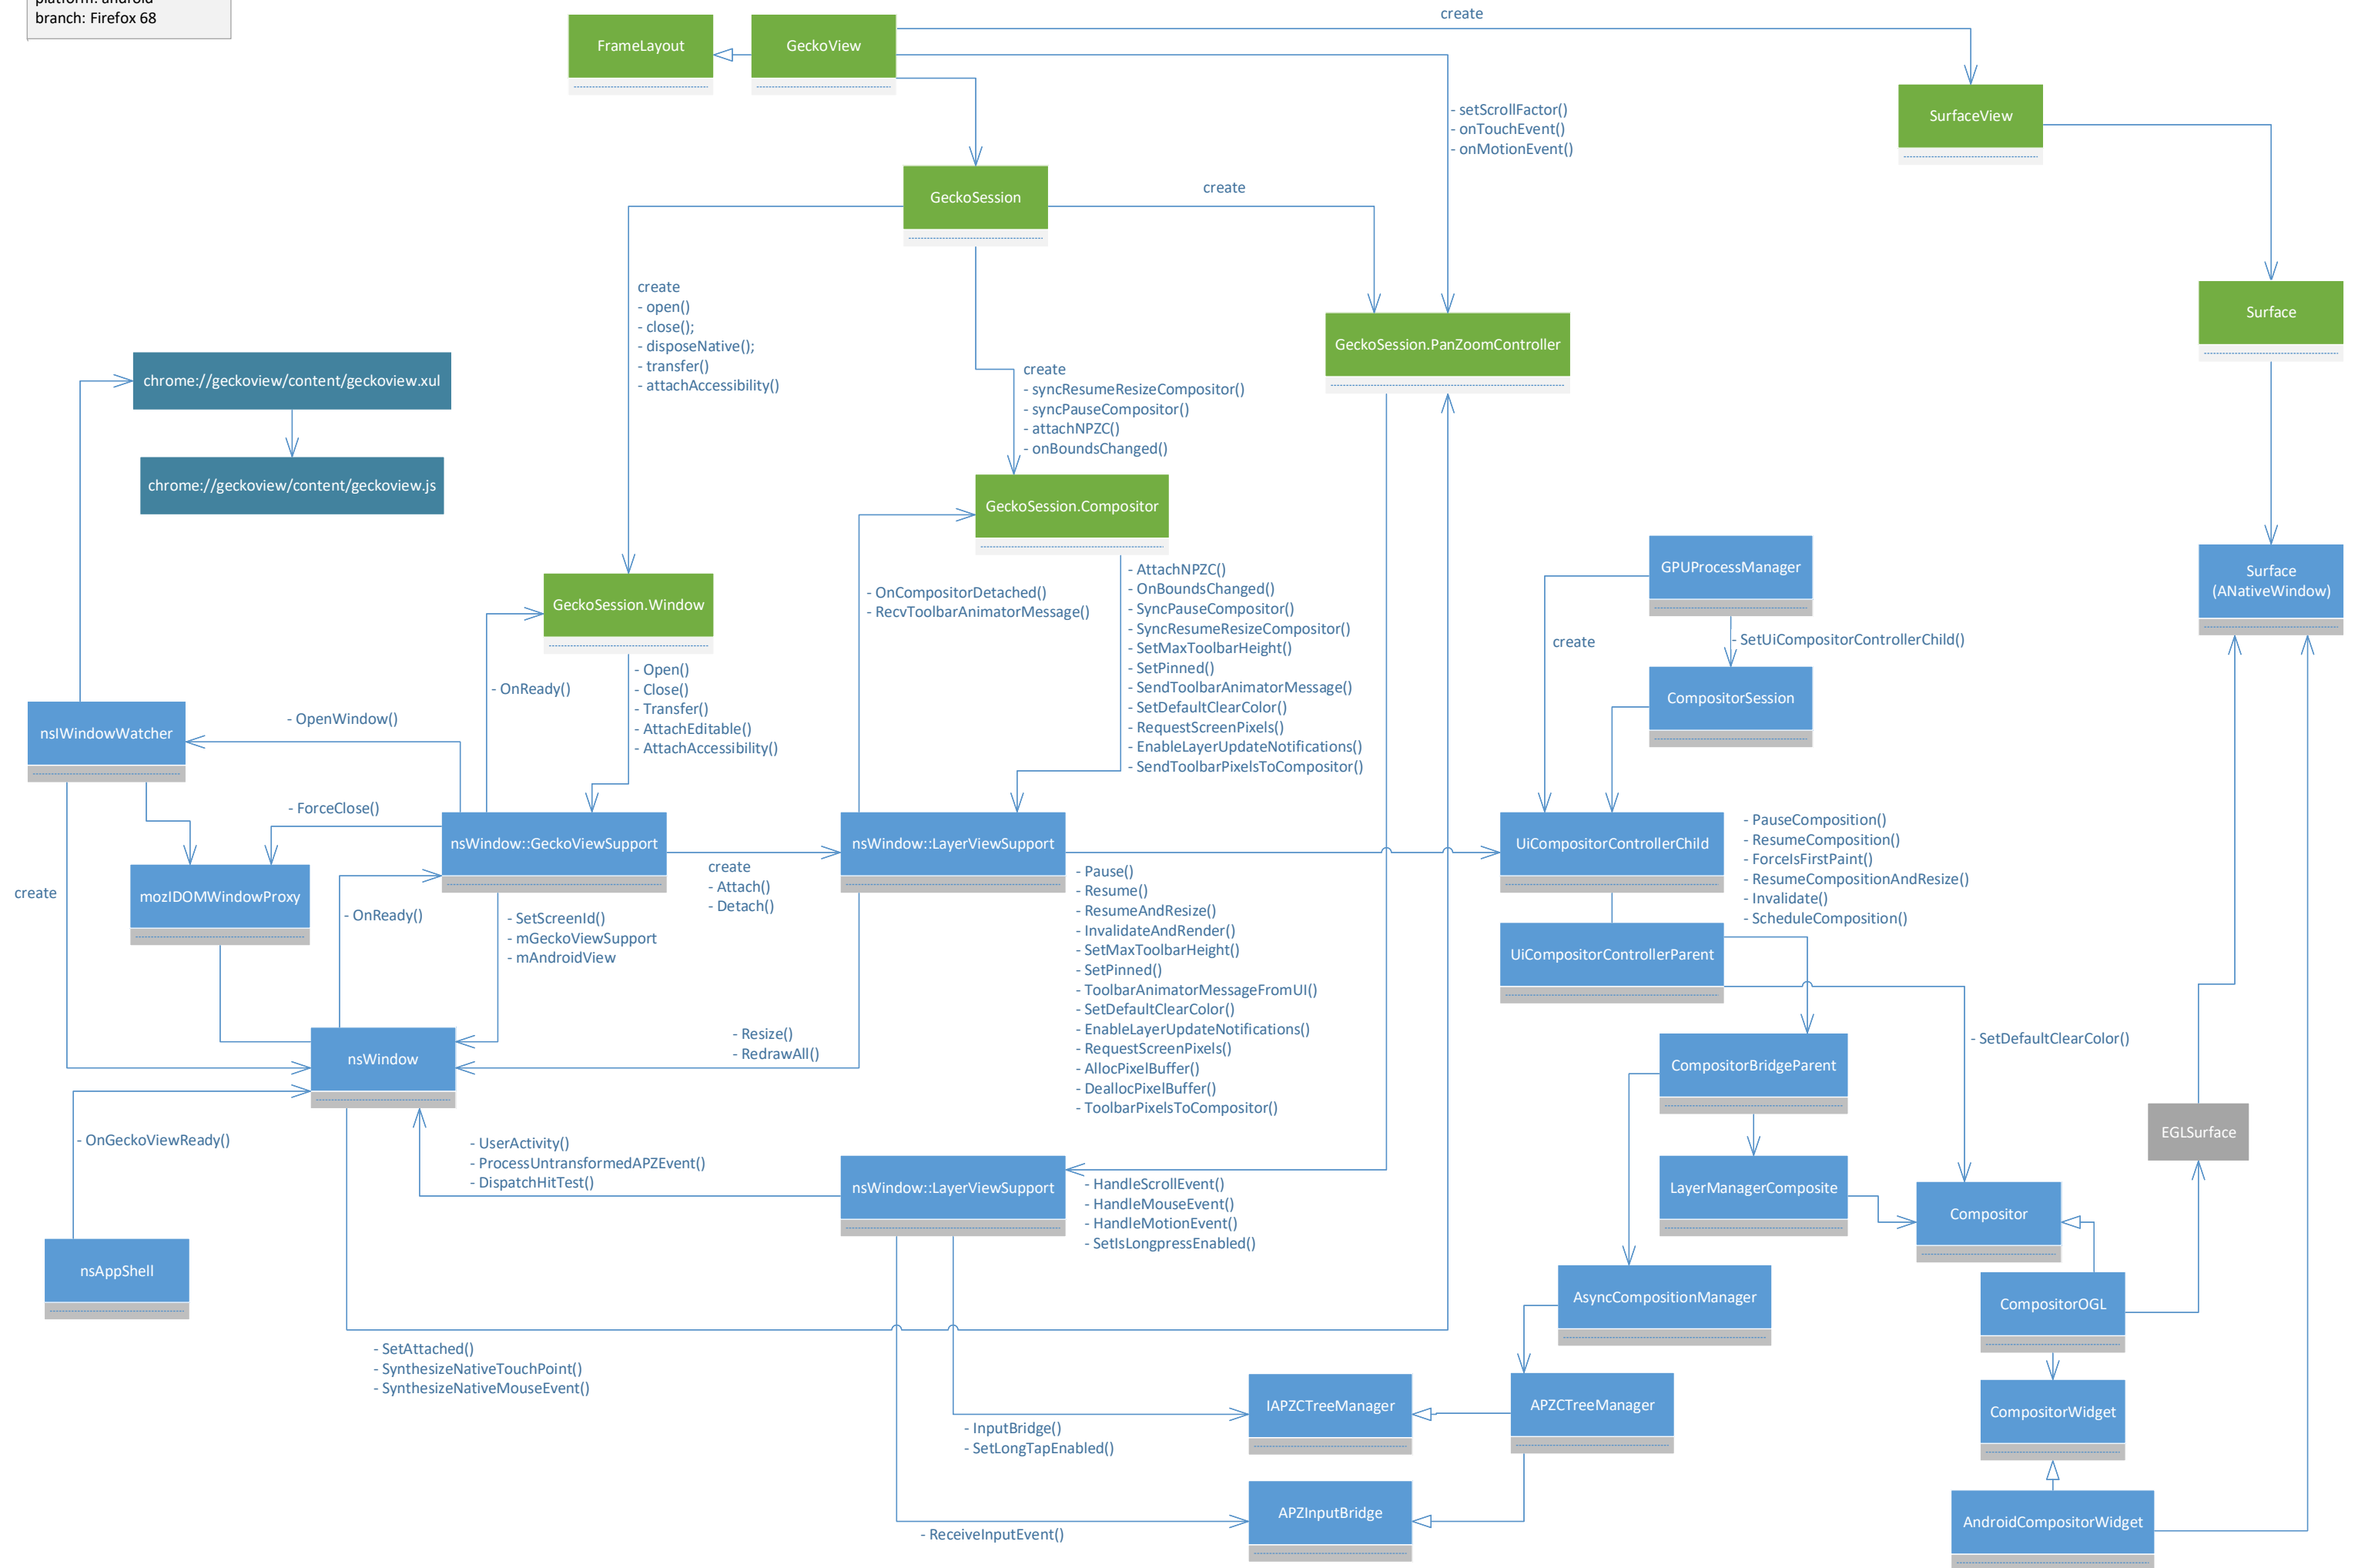 platform: android
branch: Firefox 68
create
FrameLayout
GeckoView
- setScrollFactor()
- onTouchEvent()
- onMotionEvent()
SurfaceView
GeckoSession
create
create
- open()
- close();
- disposeNative();
- transfer()
- attachAccessibility()
GeckoSession.PanZoomController
Surface
chrome://geckoview/content/geckoview.xul
create
- syncResumeResizeCompositor()
- syncPauseCompositor()
- attachNPZC()
- onBoundsChanged()
chrome://geckoview/content/geckoview.js
GeckoSession.Compositor
GeckoSession.Window
- OnCompositorDetached()
- RecvToolbarAnimatorMessage()
- AttachNPZC()
- OnBoundsChanged()
- SyncPauseCompositor()
- SyncResumeResizeCompositor()
- SetMaxToolbarHeight()
- SetPinned()
- SendToolbarAnimatorMessage()
- SetDefaultClearColor()
- RequestScreenPixels()
- EnableLayerUpdateNotifications()
- SendToolbarPixelsToCompositor()
GPUProcessManager
Surface
(ANativeWindow)
create
- SetUiCompositorControllerChild()
CompositorSession
- OnReady()
- Open()
- Close()
- Transfer()
- AttachEditable()
- AttachAccessibility()
nsIWindowWatcher
- OpenWindow()
- ForceClose()
nsWindow::GeckoViewSupport
nsWindow::LayerViewSupport
UiCompositorControllerChild
- PauseComposition()
- ResumeComposition()
- ForceIsFirstPaint()
- ResumeCompositionAndResize()
- Invalidate()
- ScheduleComposition()
create
mozIDOMWindowProxy
- OnReady()
- SetScreenId()
- mGeckoViewSupport
- mAndroidView
create
- Attach()
- Detach()
- Pause()
- Resume()
- ResumeAndResize()
- InvalidateAndRender()
- SetMaxToolbarHeight()
- SetPinned()
- ToolbarAnimatorMessageFromUI()
- SetDefaultClearColor()
- EnableLayerUpdateNotifications()
- RequestScreenPixels()
- AllocPixelBuffer()
- DeallocPixelBuffer()
- ToolbarPixelsToCompositor()
UiCompositorControllerParent
nsWindow
- Resize()
- RedrawAll()
CompositorBridgeParent
- SetDefaultClearColor()
- OnGeckoViewReady()
- UserActivity()
- ProcessUntransformedAPZEvent()
- DispatchHitTest()
nsWindow::LayerViewSupport
- HandleScrollEvent()
- HandleMouseEvent()
- HandleMotionEvent()
- SetIsLongpressEnabled()
LayerManagerComposite
Compositor
EGLSurface
nsAppShell
AsyncCompositionManager
CompositorOGL
- SetAttached()
- SynthesizeNativeTouchPoint()
- SynthesizeNativeMouseEvent()
IAPZCTreeManager
APZCTreeManager
CompositorWidget
- InputBridge()
- SetLongTapEnabled()
APZInputBridge
- ReceiveInputEvent()
AndroidCompositorWidget